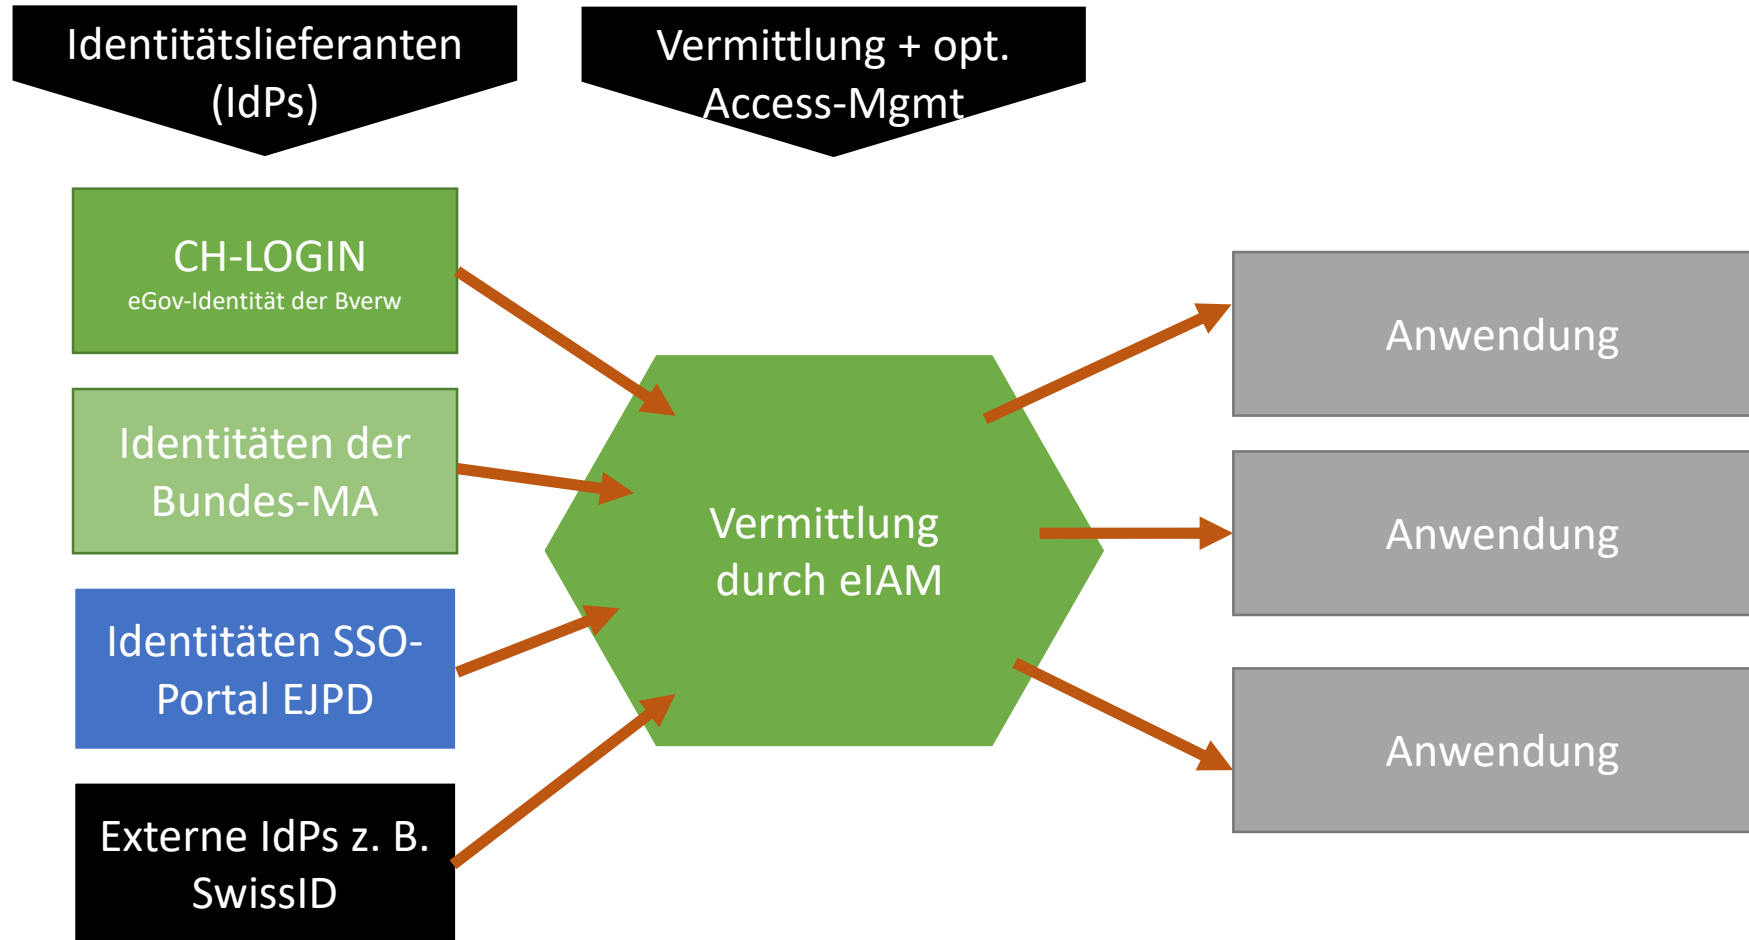 Identitätslieferanten
(IdPs)
Vermittlung + opt.
Access-Mgmt
CH-LOGIN
eGov-Identität der Bverw
Identitäten der
Bundes-MA
Identitäten SSO-
Portal EJPD
Externe IdPs z. B.
SwissID
Vermittlung
durch eIAM
Anwendung
Anwendung
Anwendung